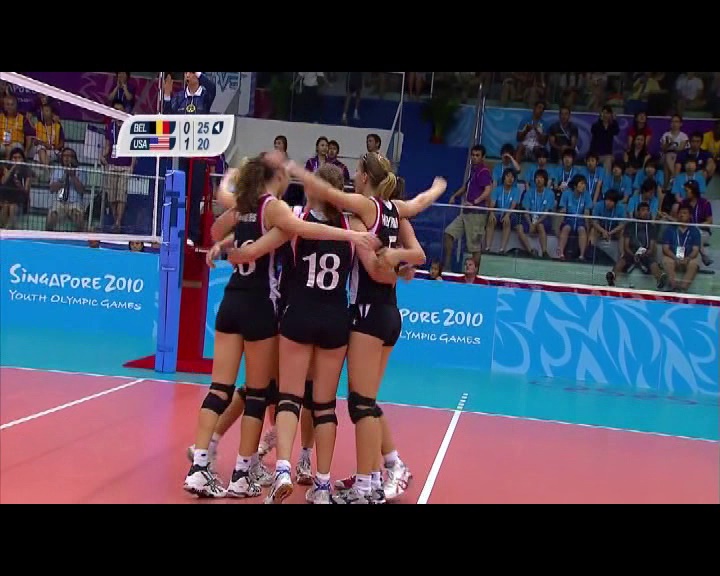 BEL 0 25
USA 1 20
Singapore 2010
Youth Olympic Games
18
PORE 2010
OLYMPIC GAMES